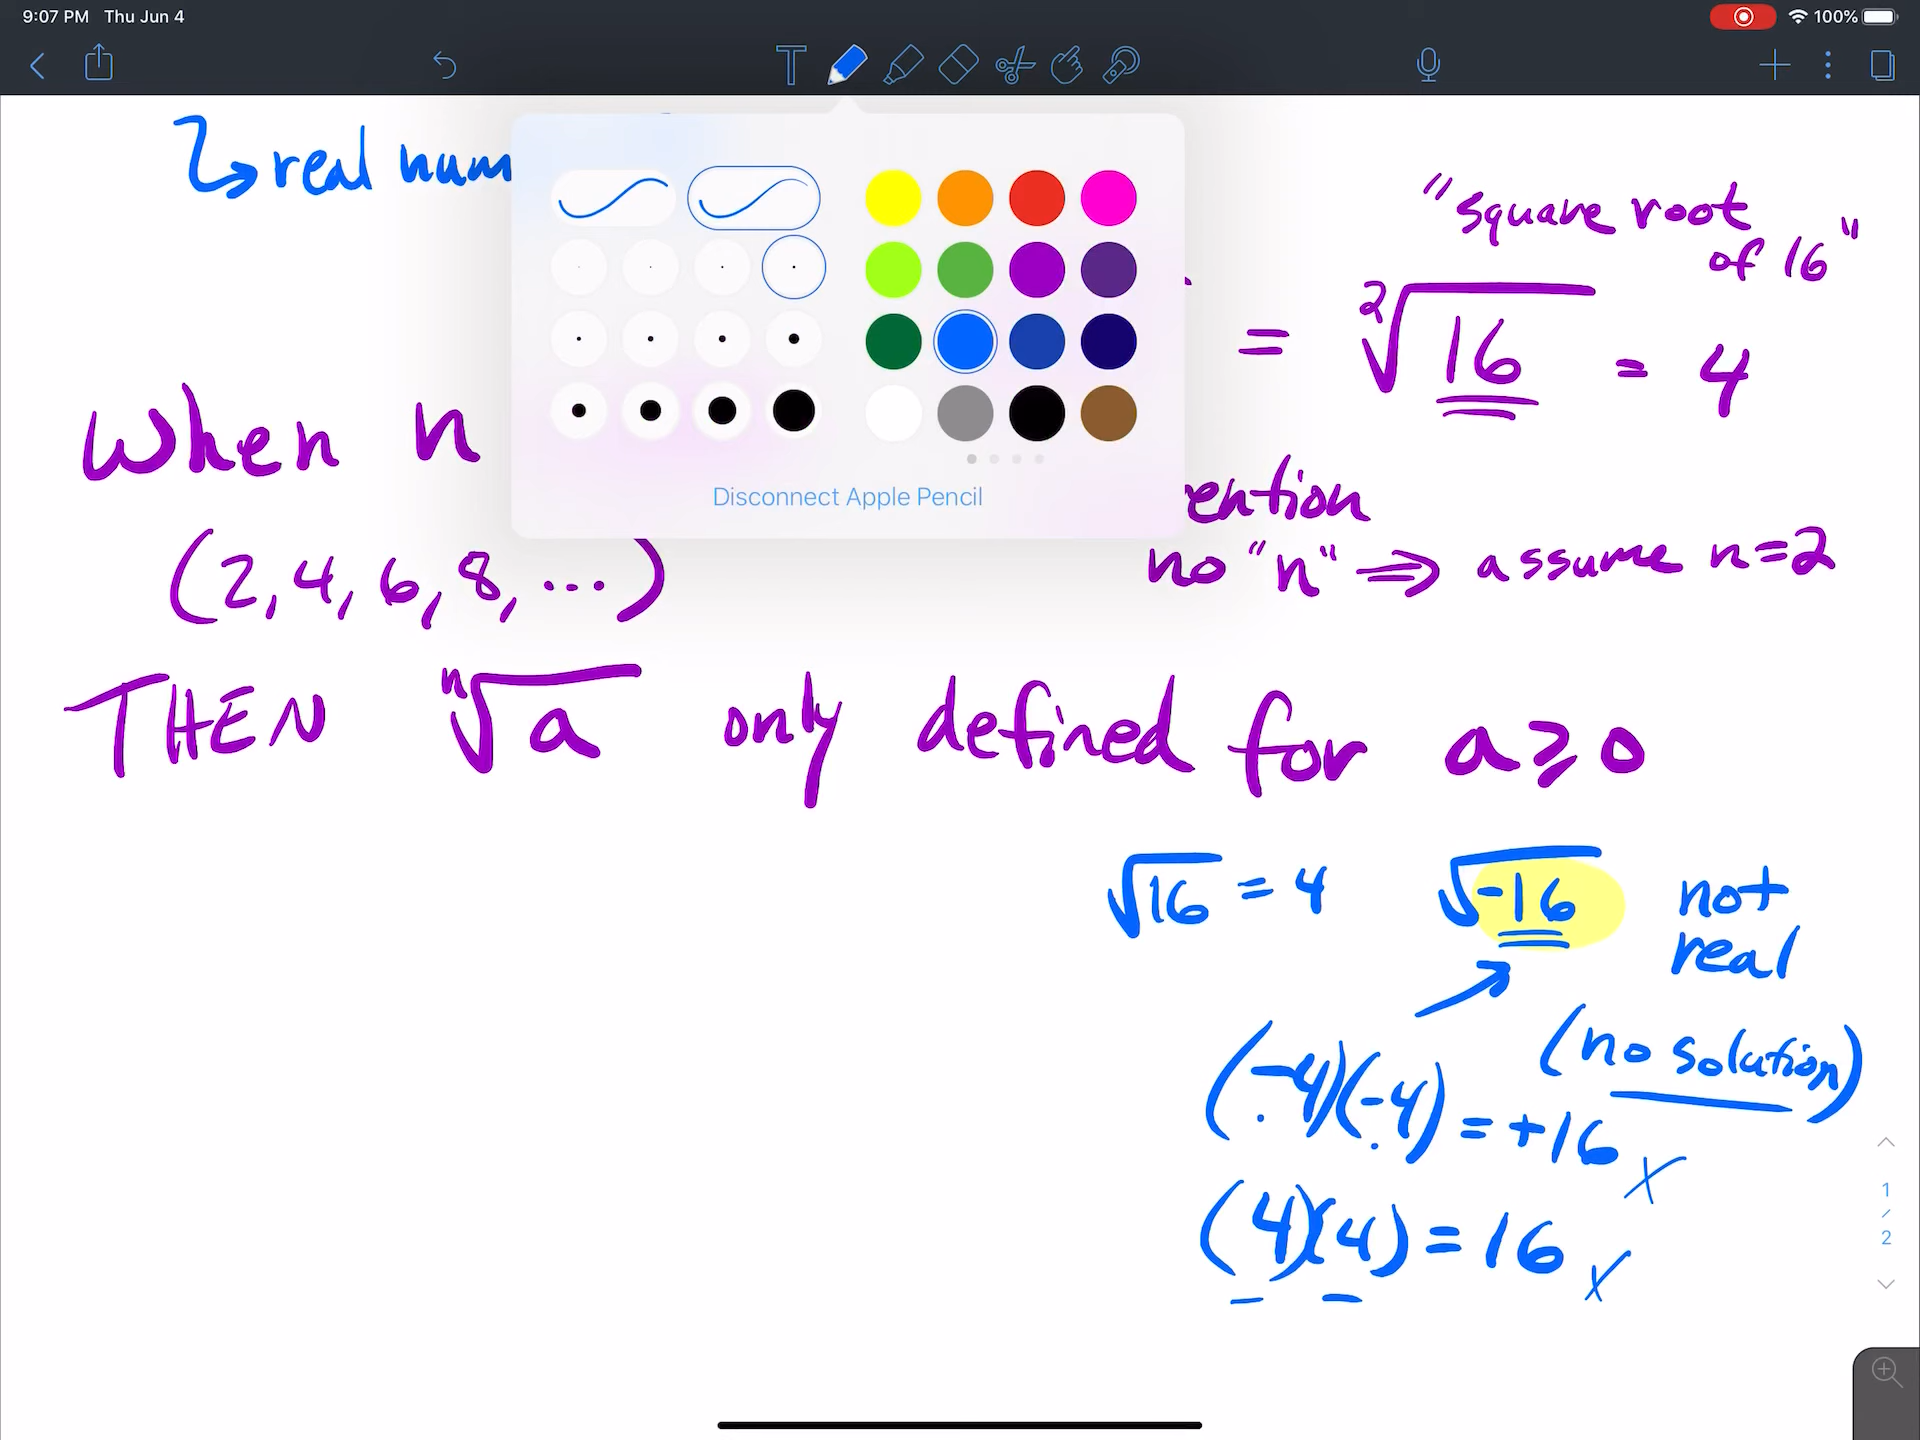 9:07 PM Thu Jun 4
100%
real num
"square root
of 16"
= ²√16 = 4
When n
Disconnect Apple Pencil
ention
no "n" ⇒ assume n=2
(2,4,6,8,...)
THEN ⁿ√a only defined for a≥0
√16 = 4 √-16 not
real
(no solution)
(-4)(-4) = +16 x
(4)(4) = 16 x
1
/
2